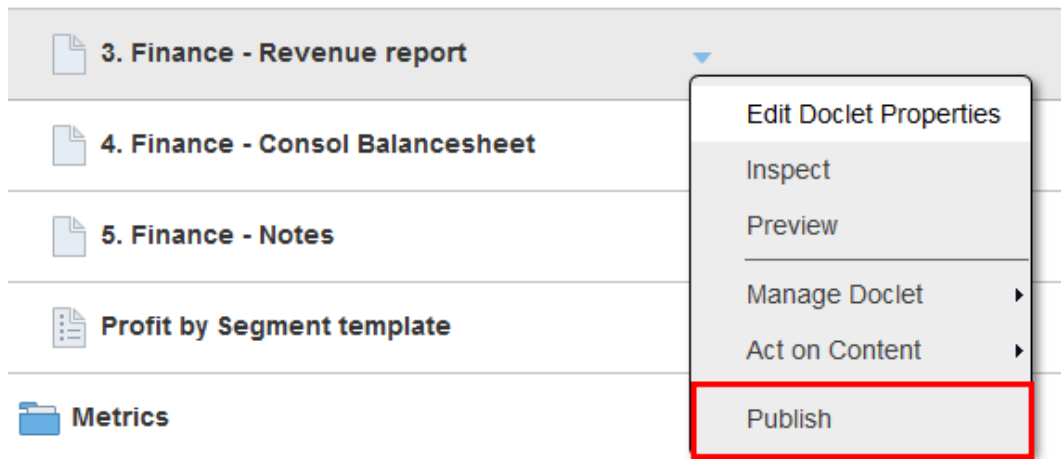 3. Finance - Revenue report
Edit Doclet Properties
4. Finance - Consol Balancesheet
Inspect
Preview
5. Finance - Notes
Manage Doclet
Profit by Segment template
Act on Content
Metrics
Publish